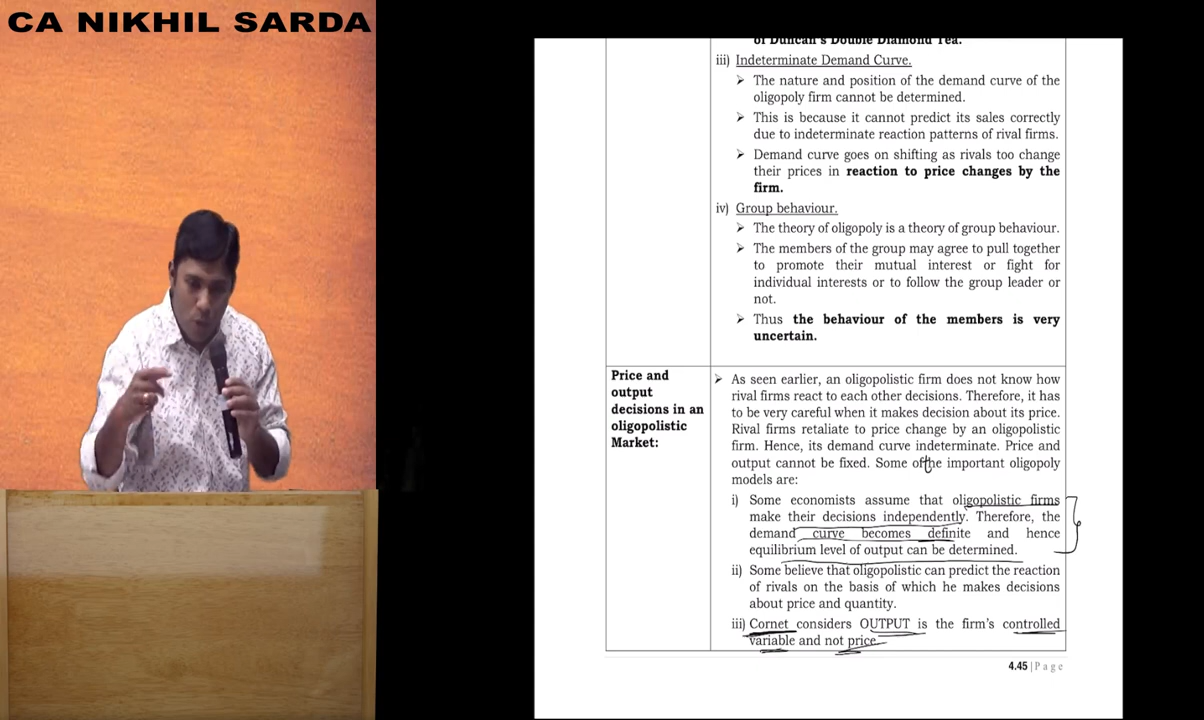 CA NIKHIL SARDA
of Duncan's Double Diamond Tea.
iii) Indeterminate Demand Curve.
➤ The nature and position of the demand curve of the
oligopoly firm cannot be determined.
➤ This is because it cannot predict its sales correctly
due to indeterminate reaction patterns of rival firms.
➤ Demand curve goes on shifting as rivals too change
their prices in reaction to price changes by the
firm.
iv) Group behaviour.
➤ The theory of oligopoly is a theory of group behaviour.
➤ The members of the group may agree to pull together
to promote their mutual interest or fight for
individual interests or to follow the group leader or
not.
➤ Thus the behaviour of the members is very
uncertain.
Price and
output
decisions in an
oligopolistic
Market:
➤ As seen earlier, an oligopolistic firm does not know how
rival firms react to each other decisions. Therefore, it has
to be very careful when it makes decision about its price.
Rival firms retaliate to price change by an oligopolistic
firm. Hence, its demand curve indeterminate. Price and
output cannot be fixed. Some of the important oligopoly
models are:
i) Some economists assume that oligopolistic firms
make their decisions independently. Therefore, the
demand curve becomes definite and hence
equilibrium level of output can be determined.
ii) Some believe that oligopolistic can predict the reaction
of rivals on the basis of which he makes decisions
about price and quantity.
iii) Cornet considers OUTPUT is the firm's controlled
variable and not price.
4.45 | Page